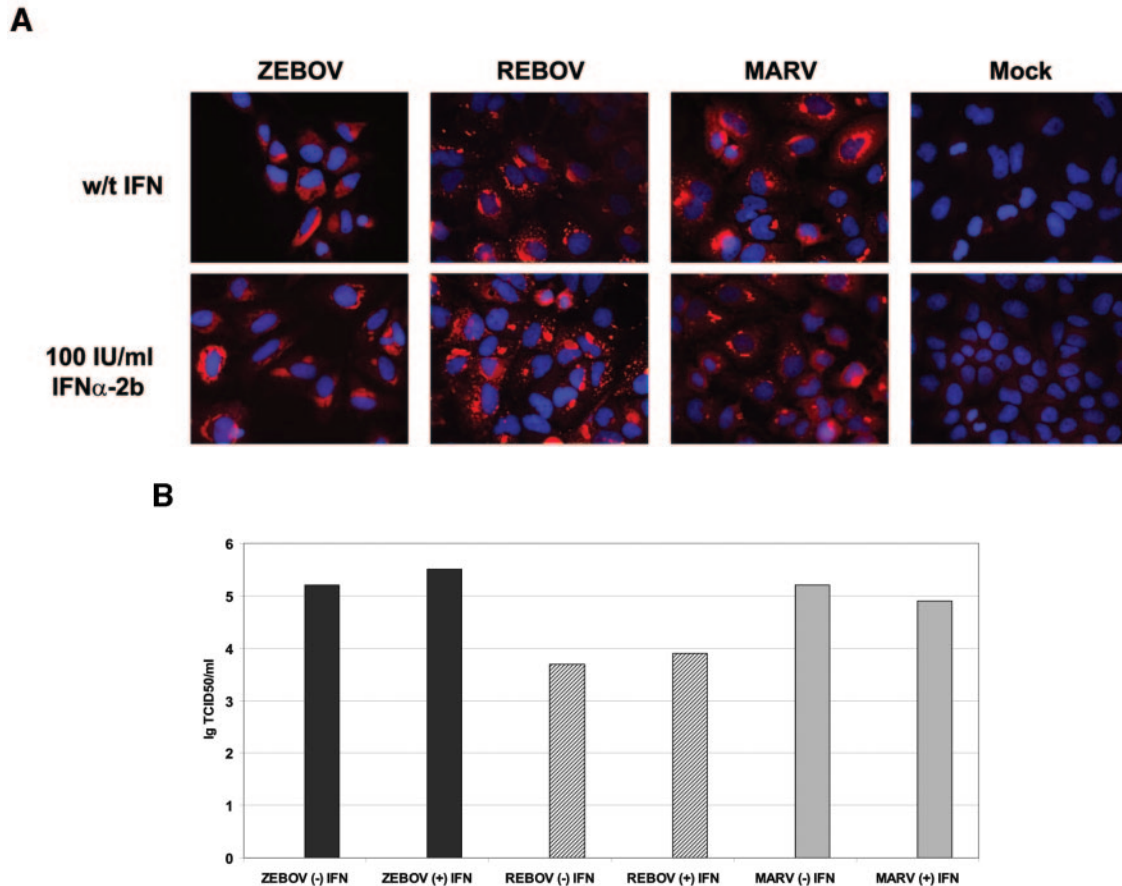 A
ZEBOV REBOV MARV Mock
w/t IFN
100 IU/ml
IFNα-2b
B
6
5
4
3
2
1
0
lg TCID50/ml
ZEBOV (-) IFN ZEBOV (+) IFN REBOV (-) IFN REBOV (+) IFN MARV (-) IFN MARV (+) IFN